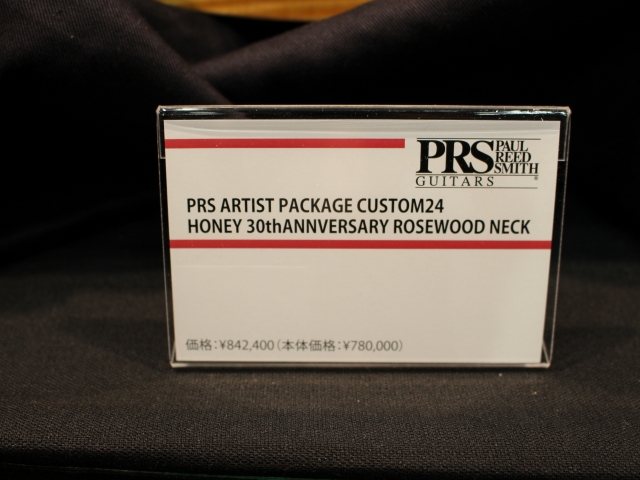 PRS PAUL
REED
SMITH
GUITARS
PRS ARTIST PACKAGE CUSTOM24
HONEY 30thANNVERSARY ROSEWOOD NECK
価格:¥842,400(本体価格:¥780,000)